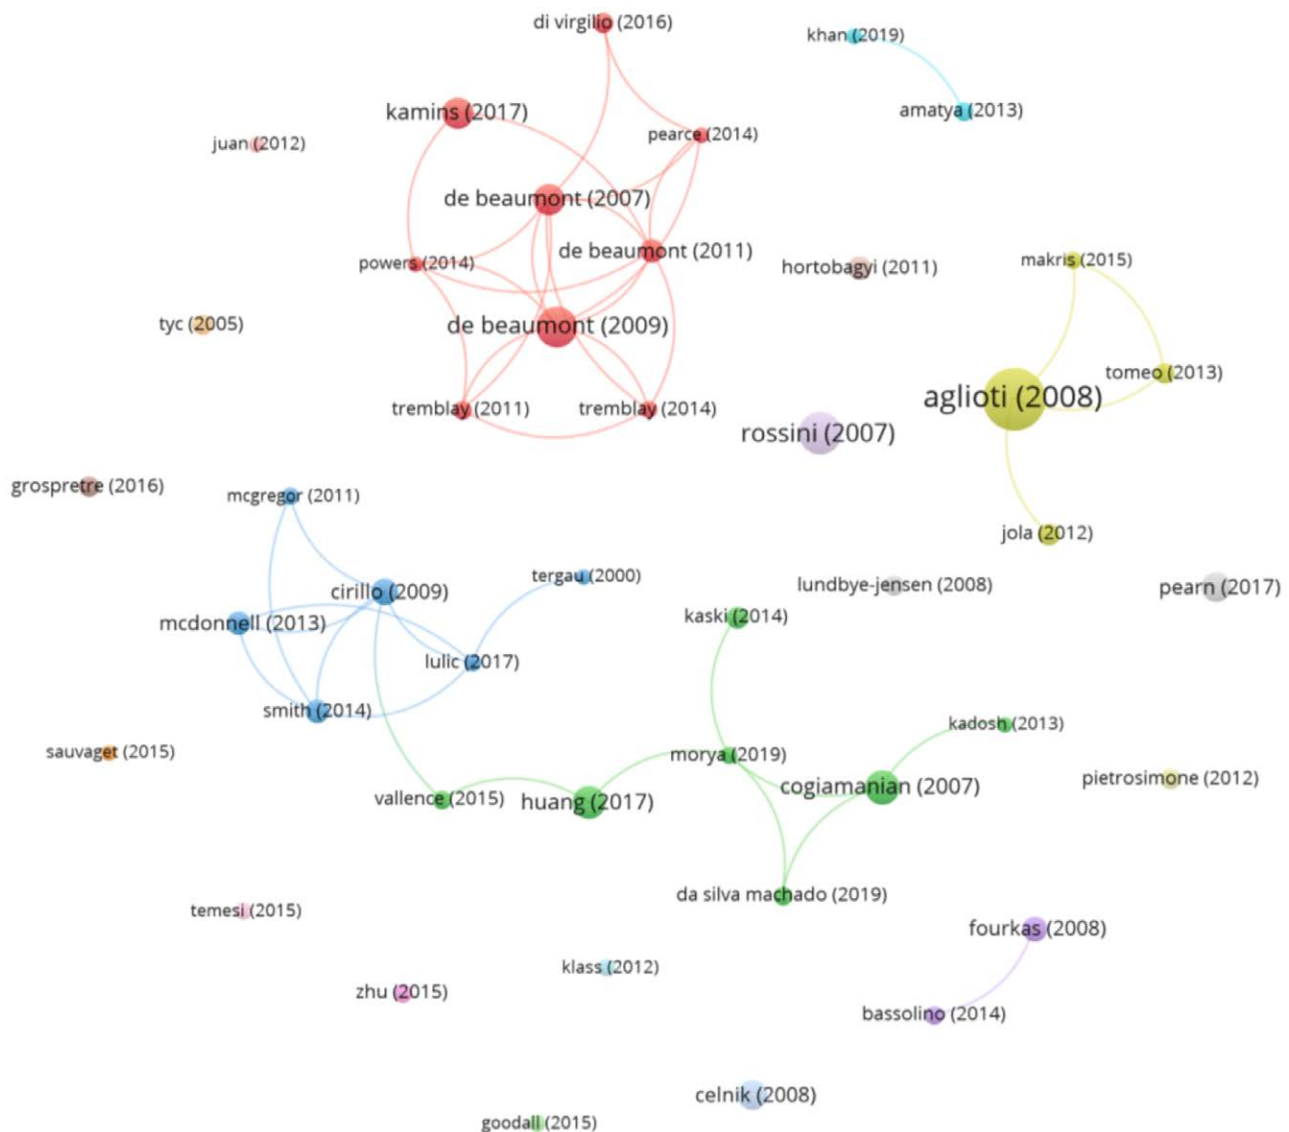 di virgilio (2016)
khan (2019)
kamins (2017)
amatya (2013)
pearce (2014)
juan (2012)
de beaumont (2007)
de beaumont (2011)
makris (2015)
powers (2014)
hortobagyi (2011)
tyc (2005)
de beaumont (2009)
tomeo (2013)
aglioti (2008)
tremblay (2011)
tremblay (2014)
rossini (2007)
grospretre (2016)
mcgregor (2011)
jola (2012)
tergau (2000)
lundbye-jensen (2008)
pearn (2017)
cirillo (2009)
kaski (2014)
mcdonnell (2013)
lulic (2017)
smith (2014)
kadosh (2013)
sauvaget (2015)
morya (2019)
pietrosimone (2012)
cogiamanian (2007)
vallence (2015)
huang (2017)
da silva machado (2019)
temesi (2015)
fourkas (2008)
klass (2012)
zhu (2015)
bassolino (2014)
celnik (2008)
goodall (2015)